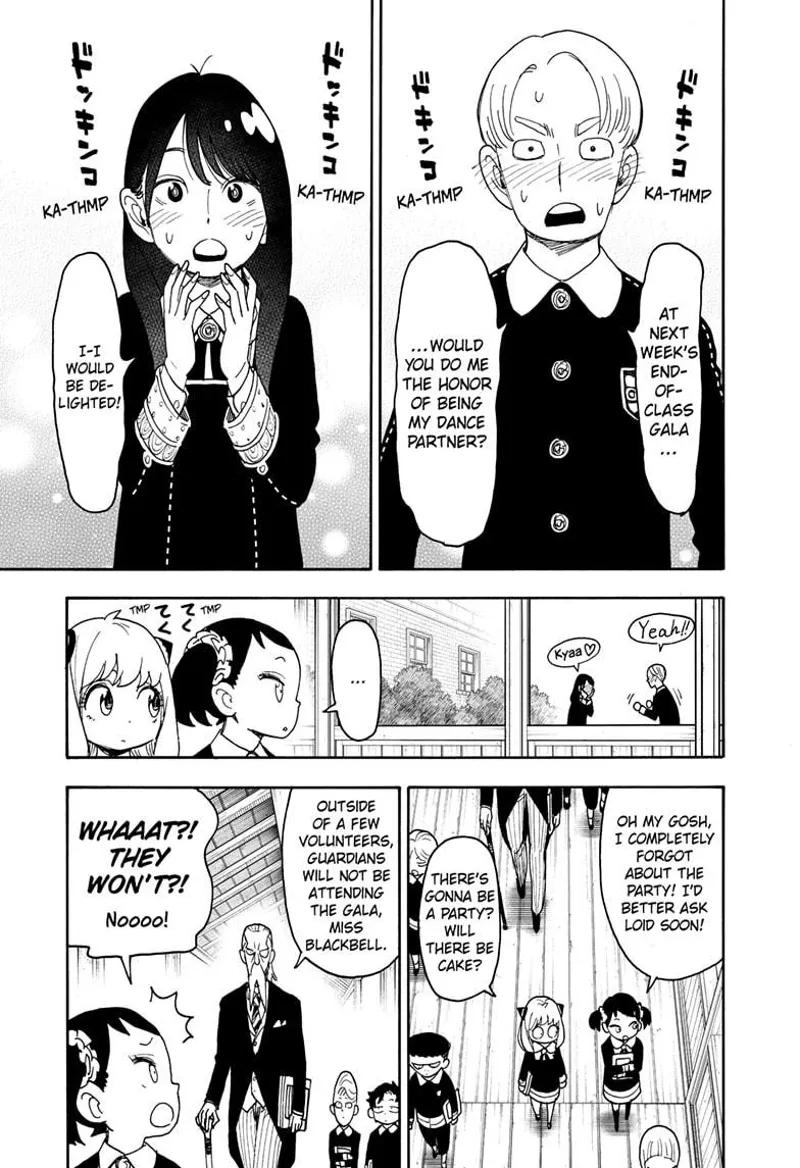 ドッキンコ
KA-THMP
ドッキンコ
KA-THMP
AT
NEXT
WEEK'S
END-
OF-
CLASS
GALA
...
...WOULD
YOU DO ME
THE HONOR
OF BEING
MY DANCE
PARTNER?
ドッキンコ
KA-THMP
ドッキンコ
KA-THMP
I-I
WOULD
BE DE-
LIGHTED!
Yeah!!
Kyaa♡
...
TMP
てく
てく
TMP
OH MY GOSH,
I COMPLETELY
FORGOT
ABOUT THE
PARTY! I'D
BETTER ASK
LOID SOON!
THERE'S
GONNA BE
A PARTY?
WILL
THERE BE
CAKE?
OUTSIDE
OF A FEW
VOLUNTEERS,
GUARDIANS
WILL NOT BE
ATTENDING
THE GALA,
MISS
BLACKBELL.
WHAAAT?!
THEY
WON'T?!
NOOOO!